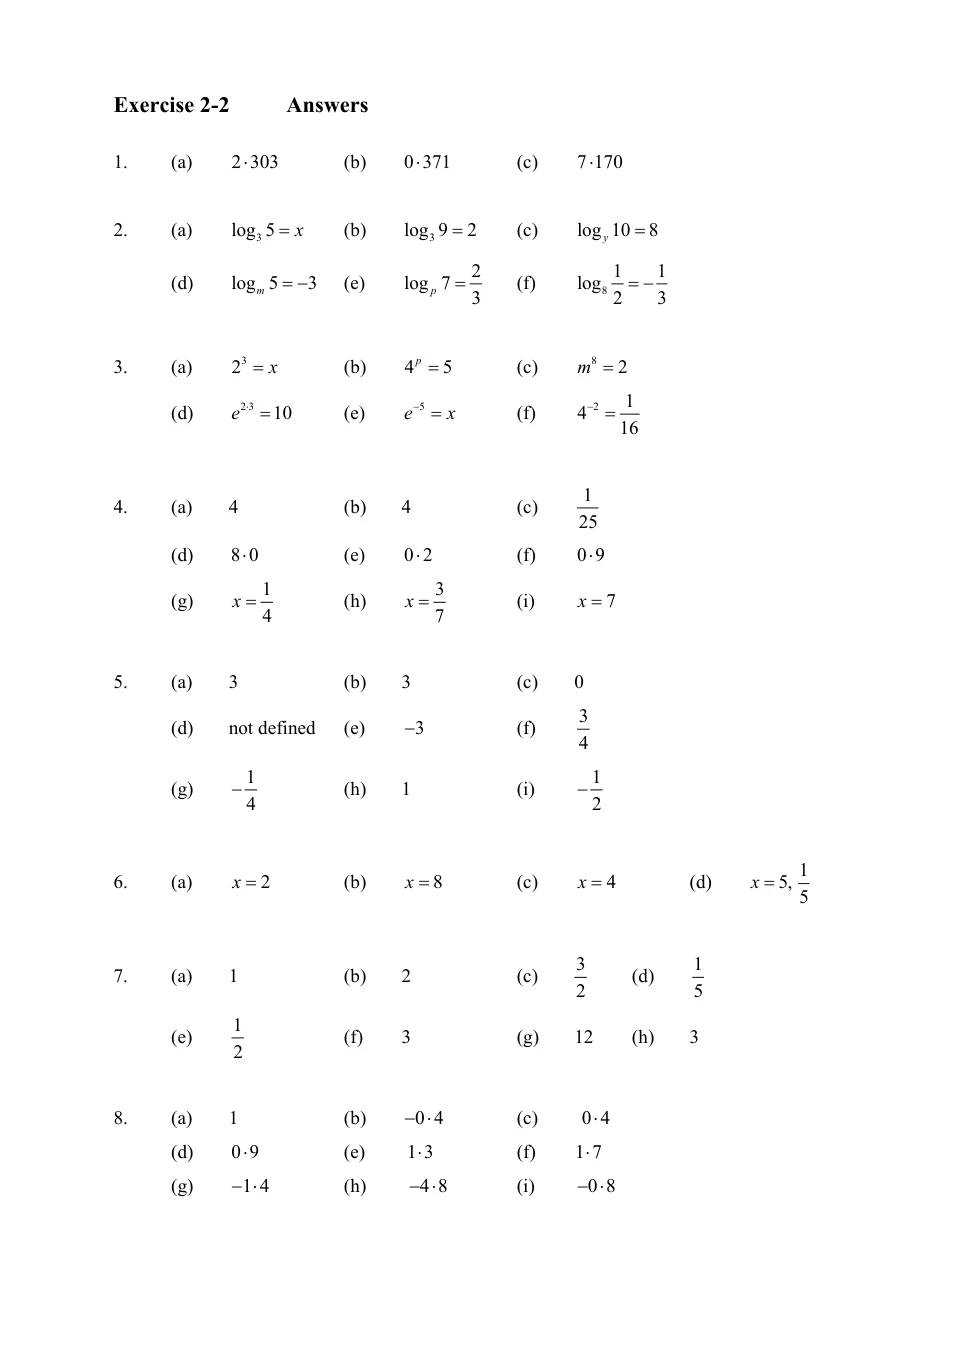 Exercise 2-2 Answers
1. (a) 2·303 (b) 0·371 (c) 7·170
2. (a) log₃ 5 = x (b) log₃ 9 = 2 (c) log_y 10 = 8
(d) log_m 5 = −3 (e) log_p 7 = 2/3 (f) log₈ 1/2 = −1/3
3. (a) 2³ = x (b) 4^p = 5 (c) m⁸ = 2
(d) e^2·3 = 10 (e) e^−5 = x (f) 4^−2 = 1/16
4. (a) 4 (b) 4 (c) 1/25
(d) 8·0 (e) 0·2 (f) 0·9
(g) x = 1/4 (h) x = 3/7 (i) x = 7
5. (a) 3 (b) 3 (c) 0
(d) not defined (e) −3 (f) 3/4
(g) −1/4 (h) 1 (i) −1/2
6. (a) x = 2 (b) x = 8 (c) x = 4 (d) x = 5, 1/5
7. (a) 1 (b) 2 (c) 3/2 (d) 1/5
(e) 1/2 (f) 3 (g) 12 (h) 3
8. (a) 1 (b) −0·4 (c) 0·4
(d) 0·9 (e) 1·3 (f) 1·7
(g) −1·4 (h) −4·8 (i) −0·8